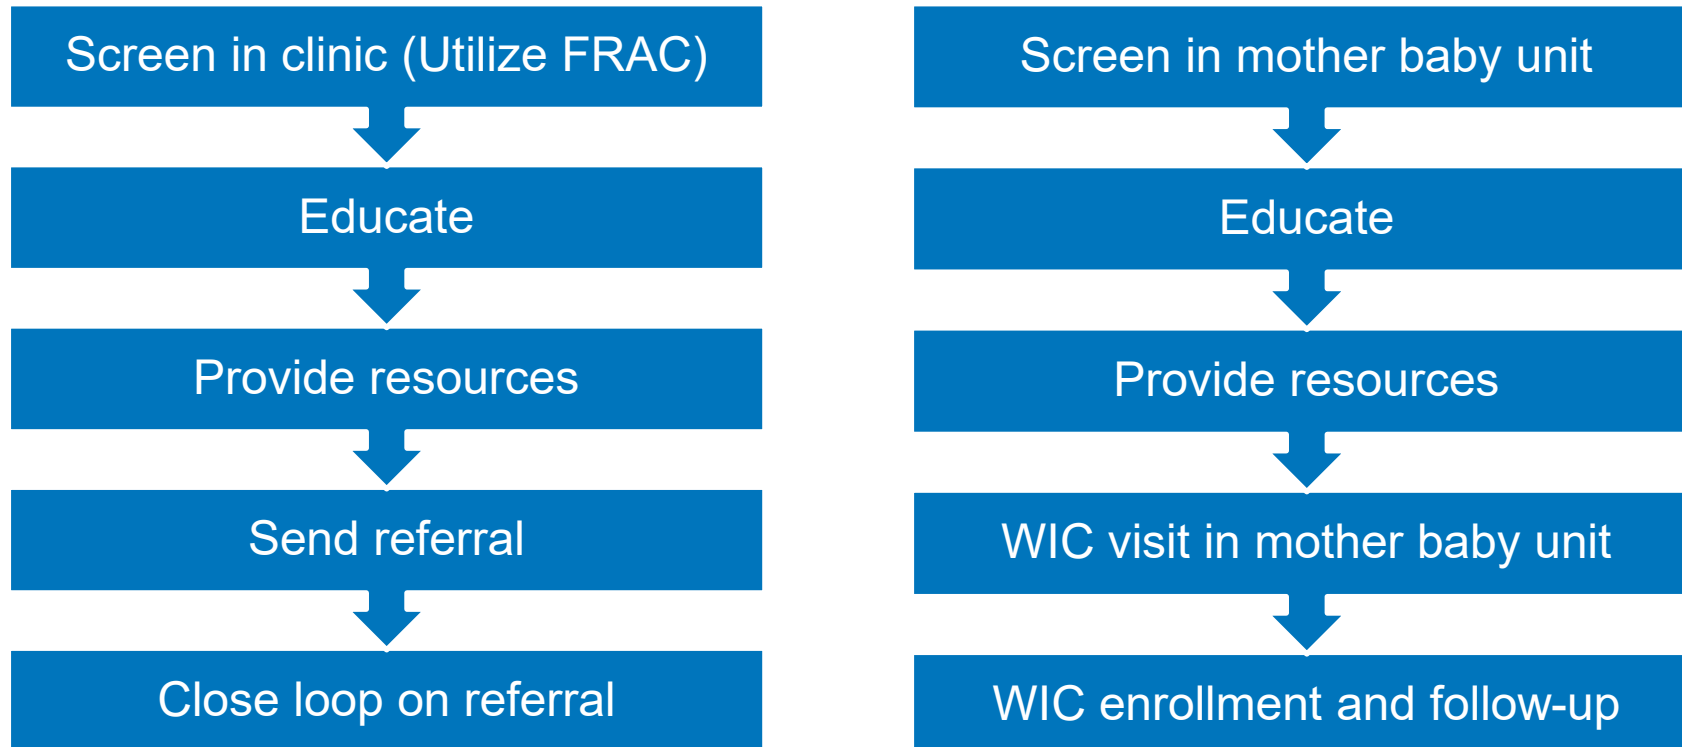 Screen in clinic (Utilize FRAC)
Educate
Provide resources
Send referral
Close loop on referral
Screen in mother baby unit
Educate
Provide resources
WIC visit in mother baby unit
WIC enrollment and follow-up